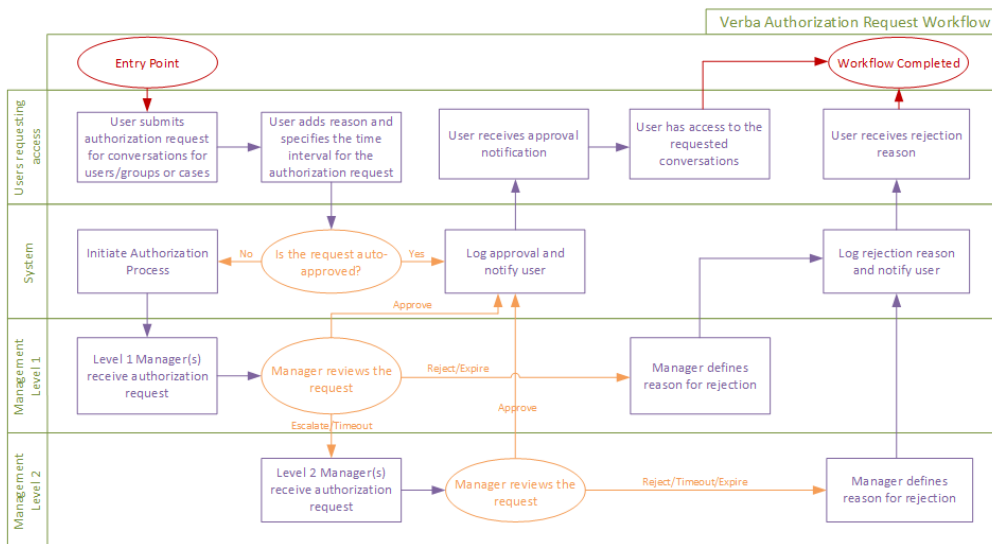 Verba Authorization Request Workflow
Entry Point
Workflow Completed
Users requesting
access
User submits
authorization request
for conversations for
users/groups or cases
User adds reason and
specifies the time
interval for the
authorization request
User receives approval
notification
User has access to the
requested
conversations
User receives rejection
reason
System
Initiate Authorization
Process
No
Is the request auto-
approved?
Yes
Log approval and
notify user
Log rejection reason
and notify user
Approve
Management
Level 1
Level 1 Manager(s)
receive authorization
request
Manager reviews the
request
Reject/Expire
Manager defines
reason for rejection
Approve
Escalate/Timeout
Management
Level 2
Level 2 Manager(s)
receive authorization
request
Manager reviews the
request
Reject/Timeout/Expire
Manager defines
reason for rejection